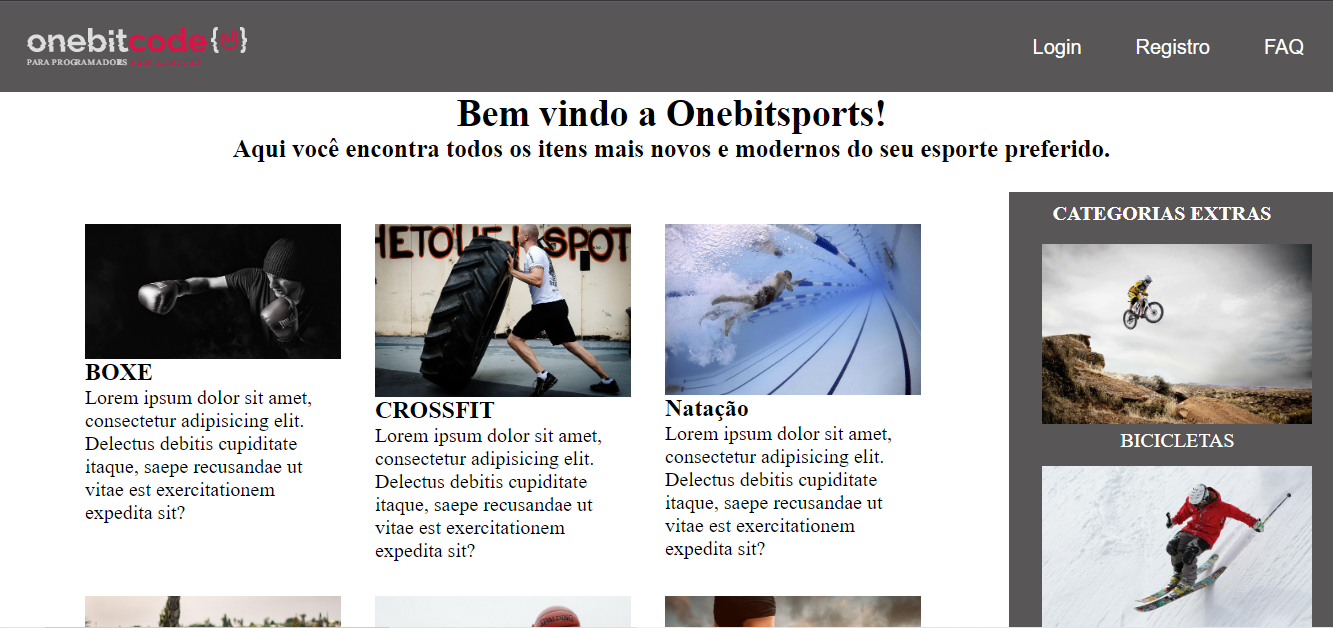 onebitcode{}
PARA PROGRAMADORES
Login
Registro
FAQ
Bem vindo a Onebitsports!
Aqui você encontra todos os itens mais novos e modernos do seu esporte preferido.
BOXE
Lorem ipsum dolor sit amet,
consectetur adipisicing elit.
Delectus debitis cupiditate
itaque, saepe recusandae ut
vitae est exercitationem
expedita sit?
HETO
SPOT
CROSSFIT
Lorem ipsum dolor sit amet,
consectetur adipisicing elit.
Delectus debitis cupiditate
itaque, saepe recusandae ut
vitae est exercitationem
expedita sit?
Natação
Lorem ipsum dolor sit amet,
consectetur adipisicing elit.
Delectus debitis cupiditate
itaque, saepe recusandae ut
vitae est exercitationem
expedita sit?
SPALDING
CATEGORIAS EXTRAS
BICICLETAS